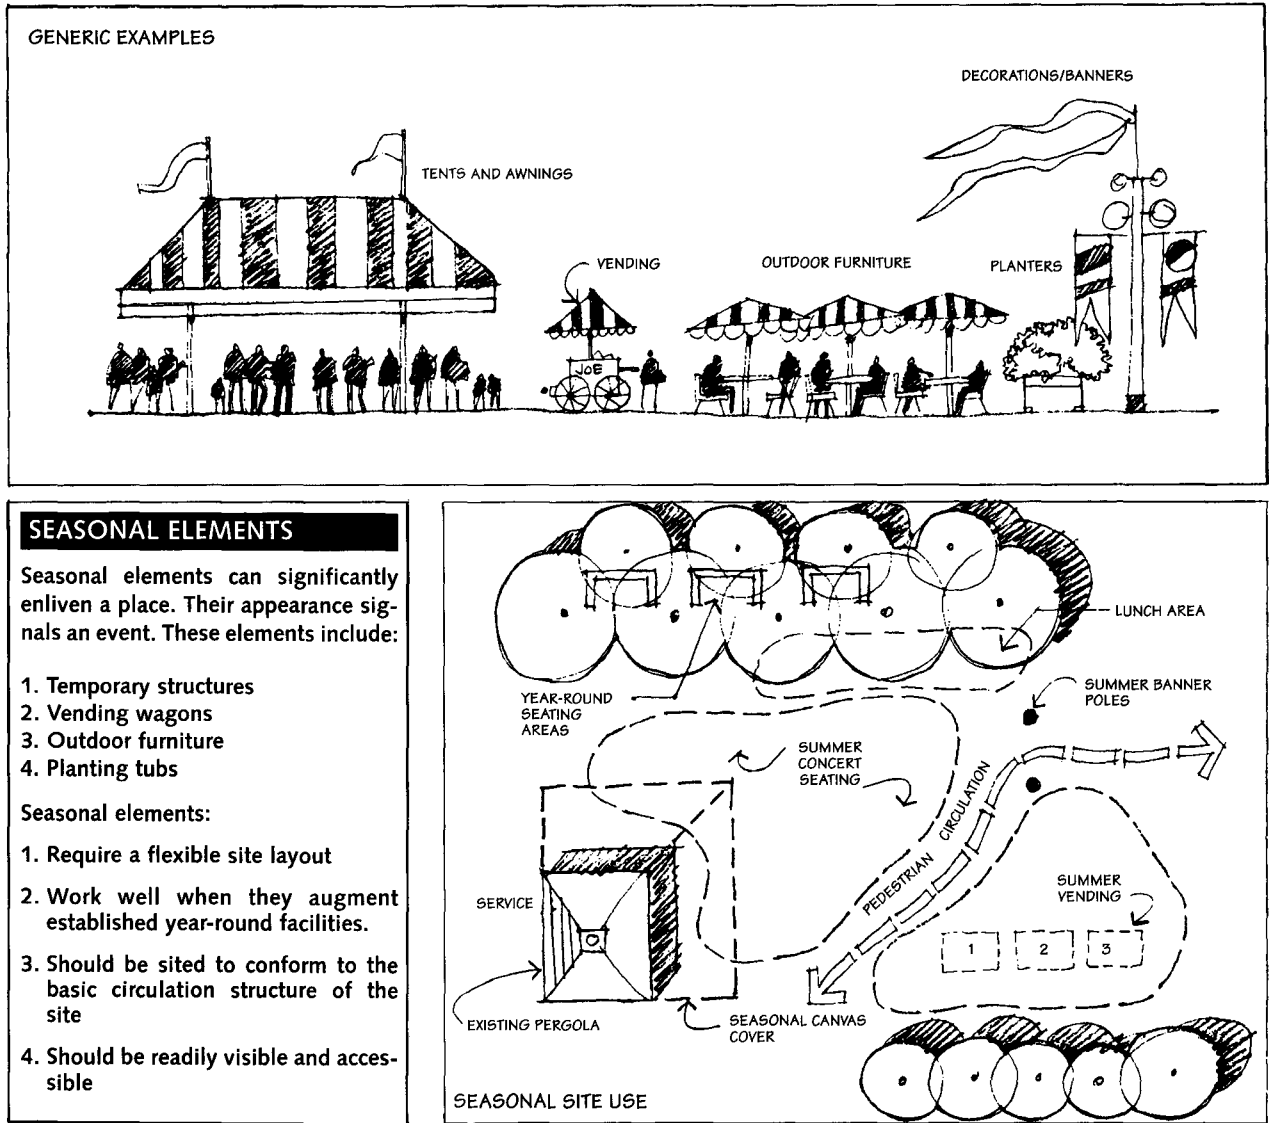 GENERIC EXAMPLES
DECORATIONS/BANNERS
TENTS AND AWNINGS
VENDING
OUTDOOR FURNITURE
PLANTERS
JOE
SEASONAL ELEMENTS
Seasonal elements can significantly
enliven a place. Their appearance sig-
nals an event. These elements include:
1. Temporary structures
2. Vending wagons
3. Outdoor furniture
4. Planting tubs
Seasonal elements:
1. Require a flexible site layout
2. Work well when they augment
established year-round facilities.
3. Should be sited to conform to the
basic circulation structure of the
site
4. Should be readily visible and acces-
sible
LUNCH AREA
YEAR-ROUND
SEATING
AREAS
SUMMER BANNER
POLES
SUMMER
CONCERT
SEATING
PEDESTRIAN CIRCULATION
SERVICE
SUMMER
VENDING
1 2 3
EXISTING PERGOLA
SEASONAL CANVAS
COVER
SEASONAL SITE USE